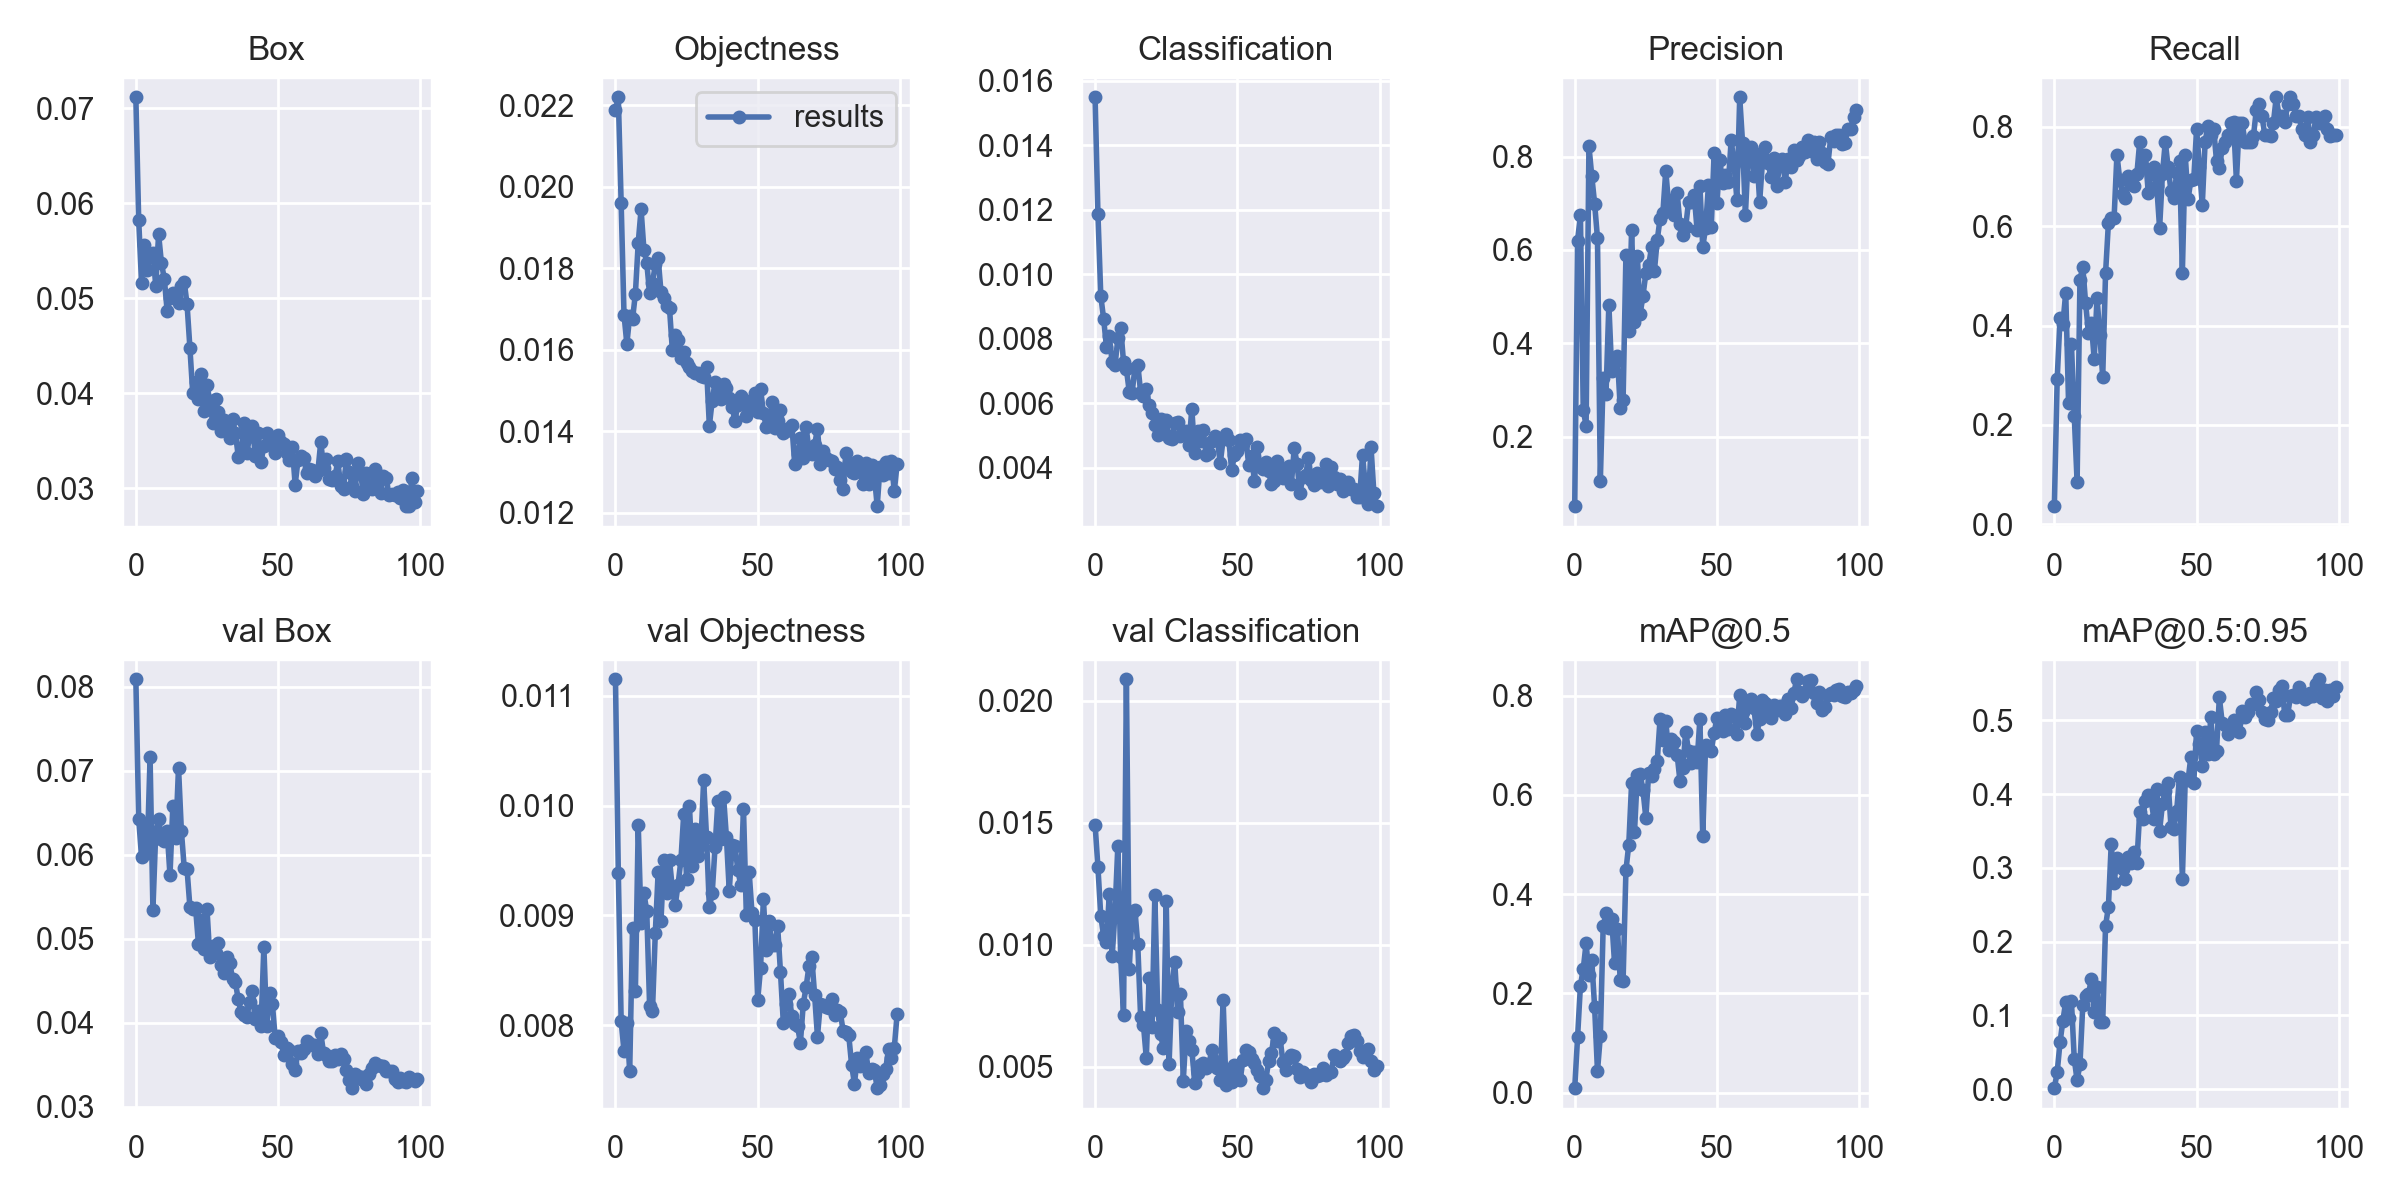 Box
0.07
0.06
0.05
0.04
0.03
0 50 100
Objectness
results
0.022
0.020
0.018
0.016
0.014
0.012
0 50 100
Classification
0.016
0.014
0.012
0.010
0.008
0.006
0.004
0 50 100
Precision
0.8
0.6
0.4
0.2
0 50 100
Recall
0.8
0.6
0.4
0.2
0.0
0 50 100
val Box
0.08
0.07
0.06
0.05
0.04
0.03
0 50 100
val Objectness
0.011
0.010
0.009
0.008
0 50 100
val Classification
0.020
0.015
0.010
0.005
0 50 100
mAP@0.5
0.8
0.6
0.4
0.2
0.0
0 50 100
mAP@0.5:0.95
0.5
0.4
0.3
0.2
0.1
0.0
0 50 100